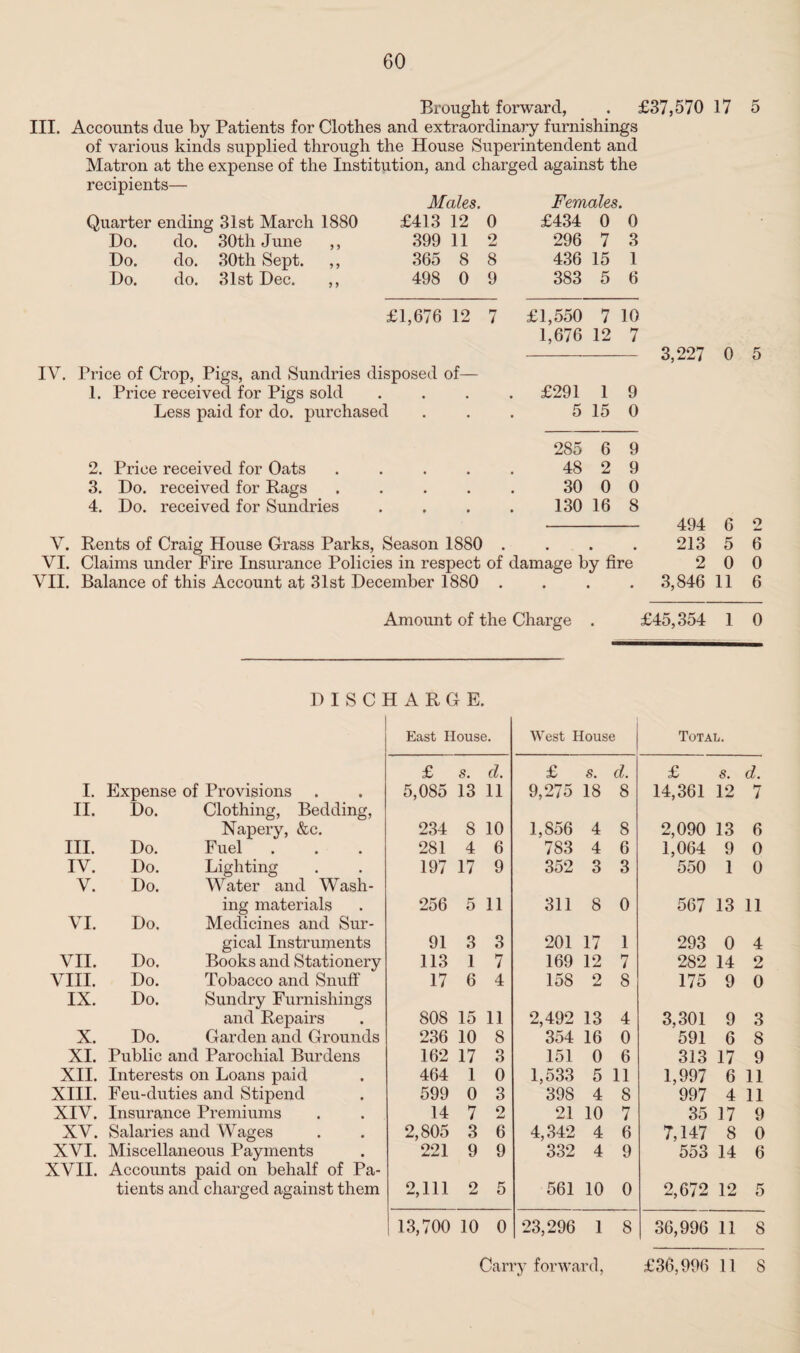 60
Brought forward, . £37,570 17 5
III. Accounts due by Patients for Clothes and extraordinary furnishings
of various kinds supplied through the House Superintendent and
Matron at the expense of the Institution, and charged against the
recipients—
Males. Females.
Quarter ending 31st March 1880 £413 12 0 £434 0 0
Do. do. 30th June ,, 399 11 2 296 7 3
Do. do. 30th Sept. ,, 365 8 8 436 15 1
Do. do. 31st Dec. ,, 498 0 9 383 5 6
£1,676 12 7 £1,550 7 10
1,676 12 7
3,227 0 5
IV. Price of Crop, Pigs, and Sundries disposed of—
1. Price received for Pigs sold . . . . £291 1 9
Less paid for do. purchased . . . 5 15 0
285 6 9
2. Price received for Oats . . . . . 48 2 9
3. Do. received for Rags . . . . . 30 0 0
4. Do. received for Sundries . . . . 130 16 8
494 6 2
V. Rents of Craig House Grass Parks, Season 1880 . . . . 213 5 6
VI. Claims under Fire Insurance Policies in respect of damage by fire 2 0 0
VII. Balance of this Account at 31st December 1880 . . . . 3,846 11 6
Amount of the Charge . £45,354 1 0
DISCHARGE.
East House. West House Total.
£ s. d. £ s. d. £ s. d.
I. Expense of Provisions . . 5,085 13 11 9,275 18 8 14,361 12 7
II. Do. Clothing, Bedding,
Napery, &c. 234 8 10 1,856 4 8 2,090 13 6
III. Do. Fuel . . . 281 4 6 783 4 6 1,064 9 0
IV. Do. Lighting . . 197 17 9 352 3 3 550 1 0
V. Do. Water and Wash-
ing materials . 256 5 11 311 8 0 567 13 11
VI. Do. Medicines and Sur-
gical Instruments 91 3 3 201 17 1 293 0 4
VII. Do. Books and Stationery 113 1 7 169 12 7 282 14 2
VIII. Do. Tobacco and Snuff 17 6 4 158 2 8 175 9 0
IX. Do. Sundry Furnishings
and Repairs . 808 15 11 2,492 13 4 3,301 9 3
X. Do. Garden and Grounds 236 10 8 354 16 0 591 6 8
XI. Public and Parochial Burdens 162 17 3 151 0 6 313 17 9
XII. Interests on Loans paid . 464 1 0 1,533 5 11 1,997 6 11
XIII. Feu-duties and Stipend . 599 0 3 398 4 8 997 4 11
XIV. Insurance Premiums . . 14 7 2 21 10 7 35 17 9
XV. Salaries and Wages . . 2,805 3 6 4,342 4 6 7,147 8 0
XVI. Miscellaneous Payments . 221 9 9 332 4 9 553 14 6
XVII. Accounts paid on behalf of Pa-
tients and charged against them 2,111 2 5 561 10 0 2,672 12 5
13,700 10 0 23,296 1 8 36,996 11 8
Carry forward, £36,996 11 8